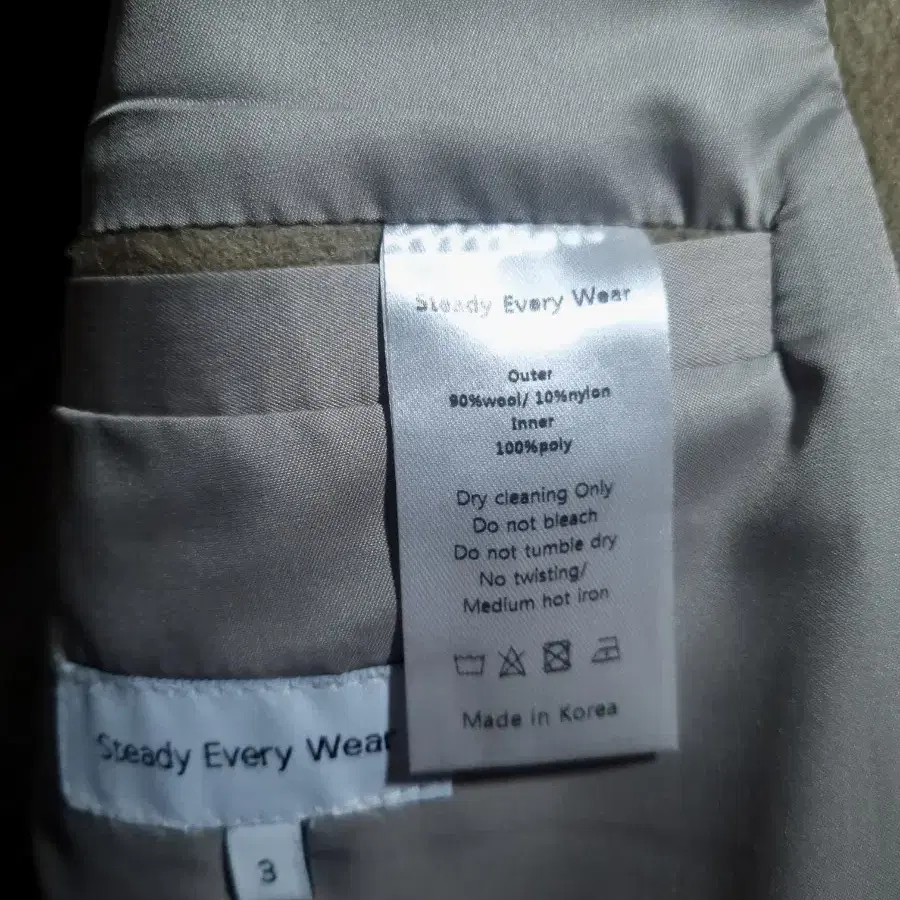 Steady Every Wear
Outer
90%wool/ 10%nylon
Inner
100%poly
Dry cleaning Only
Do not bleach
Do not tumble dry
No twisting/
Medium hot iron
Made in Korea
Steady Every Wear
3